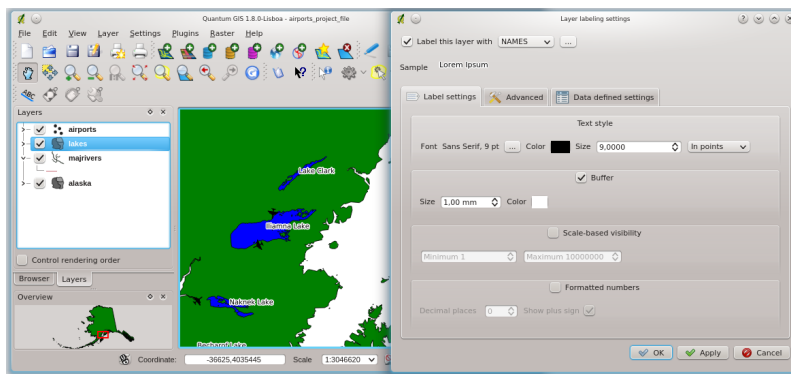 Quantum GIS 1.8.0-Lisboa - airports_project_file
File Edit View Layer Settings Plugins Raster Help
Layers
airports
lakes
majrivers
alaska
Control rendering order
Browser Layers
Overview
Lake Clark
Iliamna Lake
Naknek Lake
Becharof Lake
Coordinate: -36625,4035445 Scale 1:3046620
Layer labeling settings
Label this layer with NAMES ...
Sample Lorem Ipsum
Label settings Advanced Data defined settings
Text style
Font Sans Serif, 9 pt ... Color Size 9,0000 In points
Buffer
Size 1,00 mm Color
Scale-based visibility
Minimum 1 Maximum 10000000
Formatted numbers
Decimal places 0 Show plus sign
OK Apply Cancel